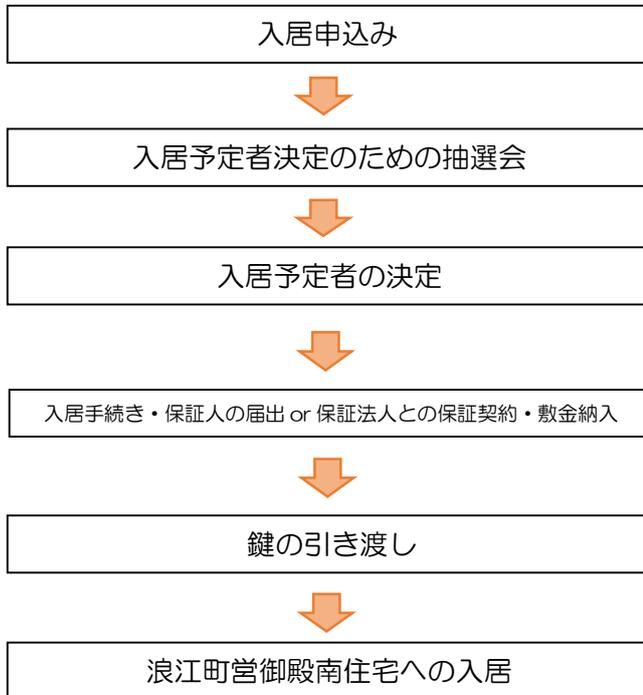 入居申込み
入居予定者決定のための抽選会
入居予定者の決定
入居手続き・保証人の届出 or 保証法人との保証契約・敷金納入
鍵の引き渡し
浪江町営御殿南住宅への入居